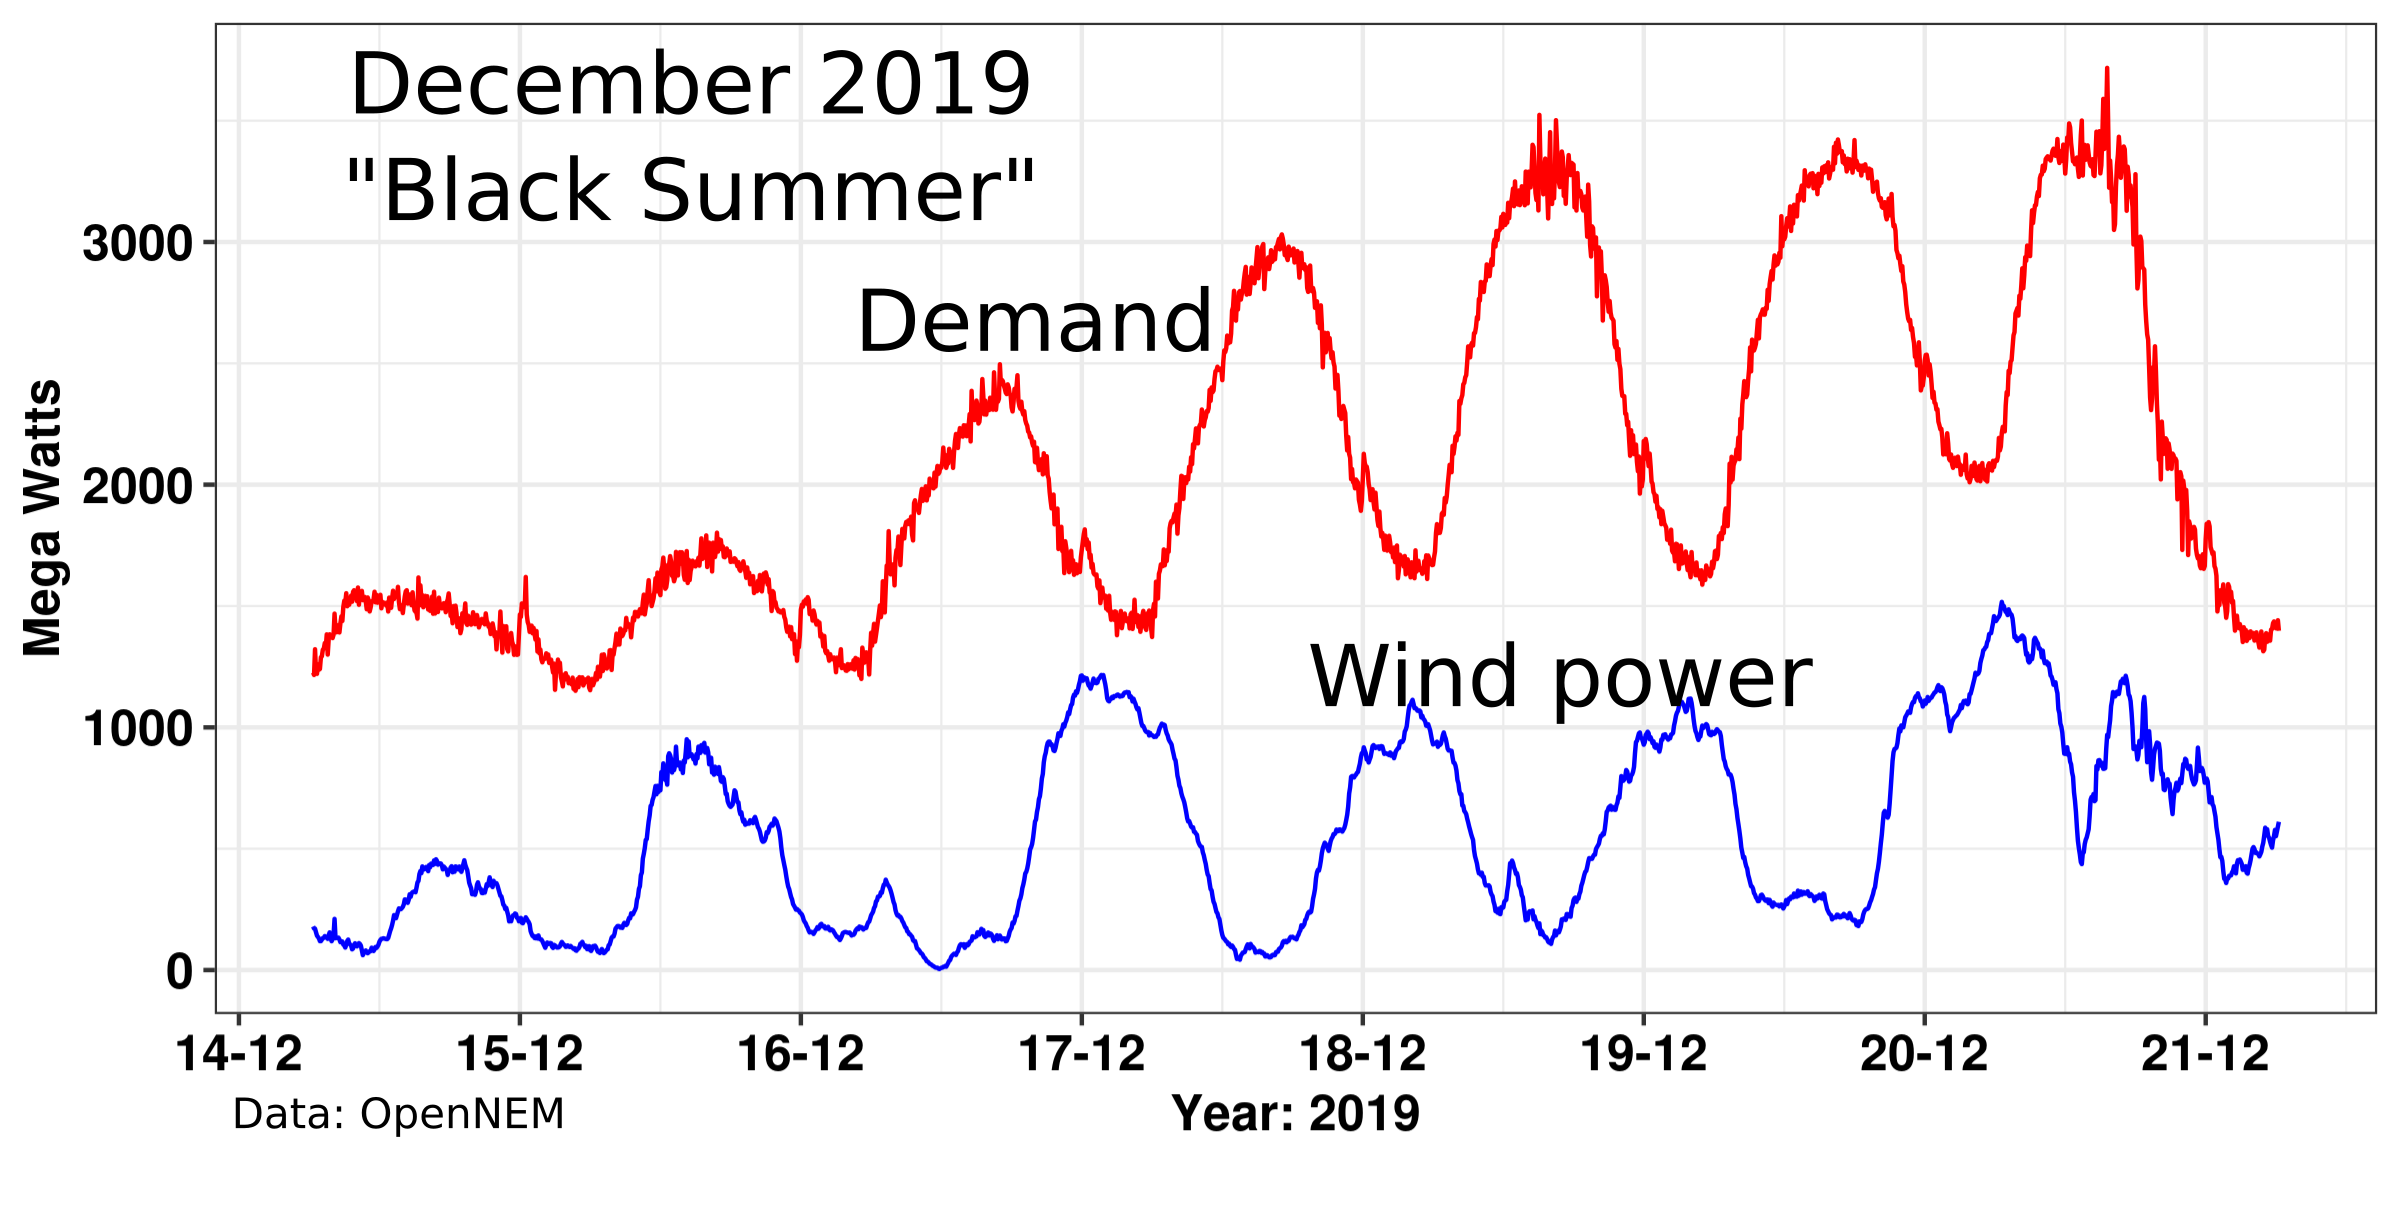 December 2019
"Black Summer"
Demand
Wind power
Mega Watts
3000
2000
1000
0
14-12 15-12 16-12 17-12 18-12 19-12 20-12 21-12
Data: OpenNEM Year: 2019